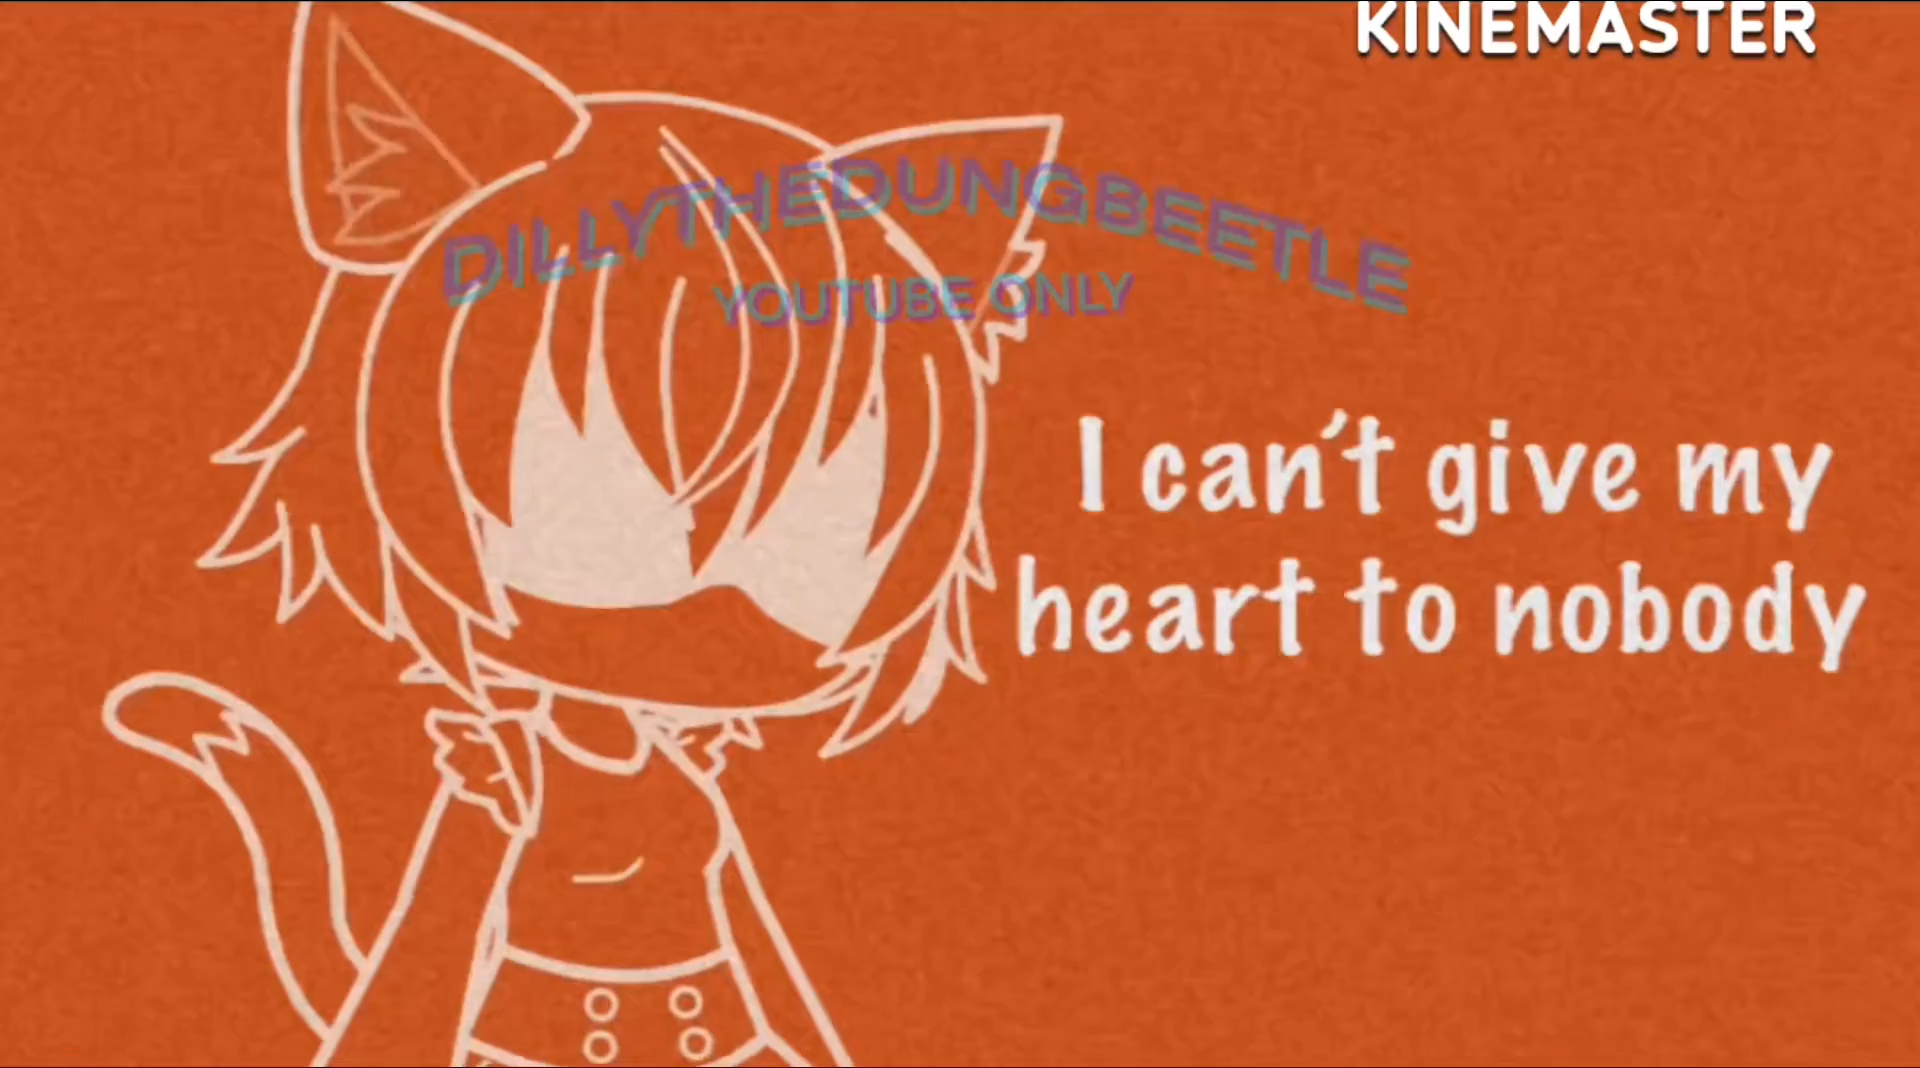 KINEMASTER
DILLYTHEDUNGBEETLE
YOUTUBE ONLY
I can't give my
heart to nobody